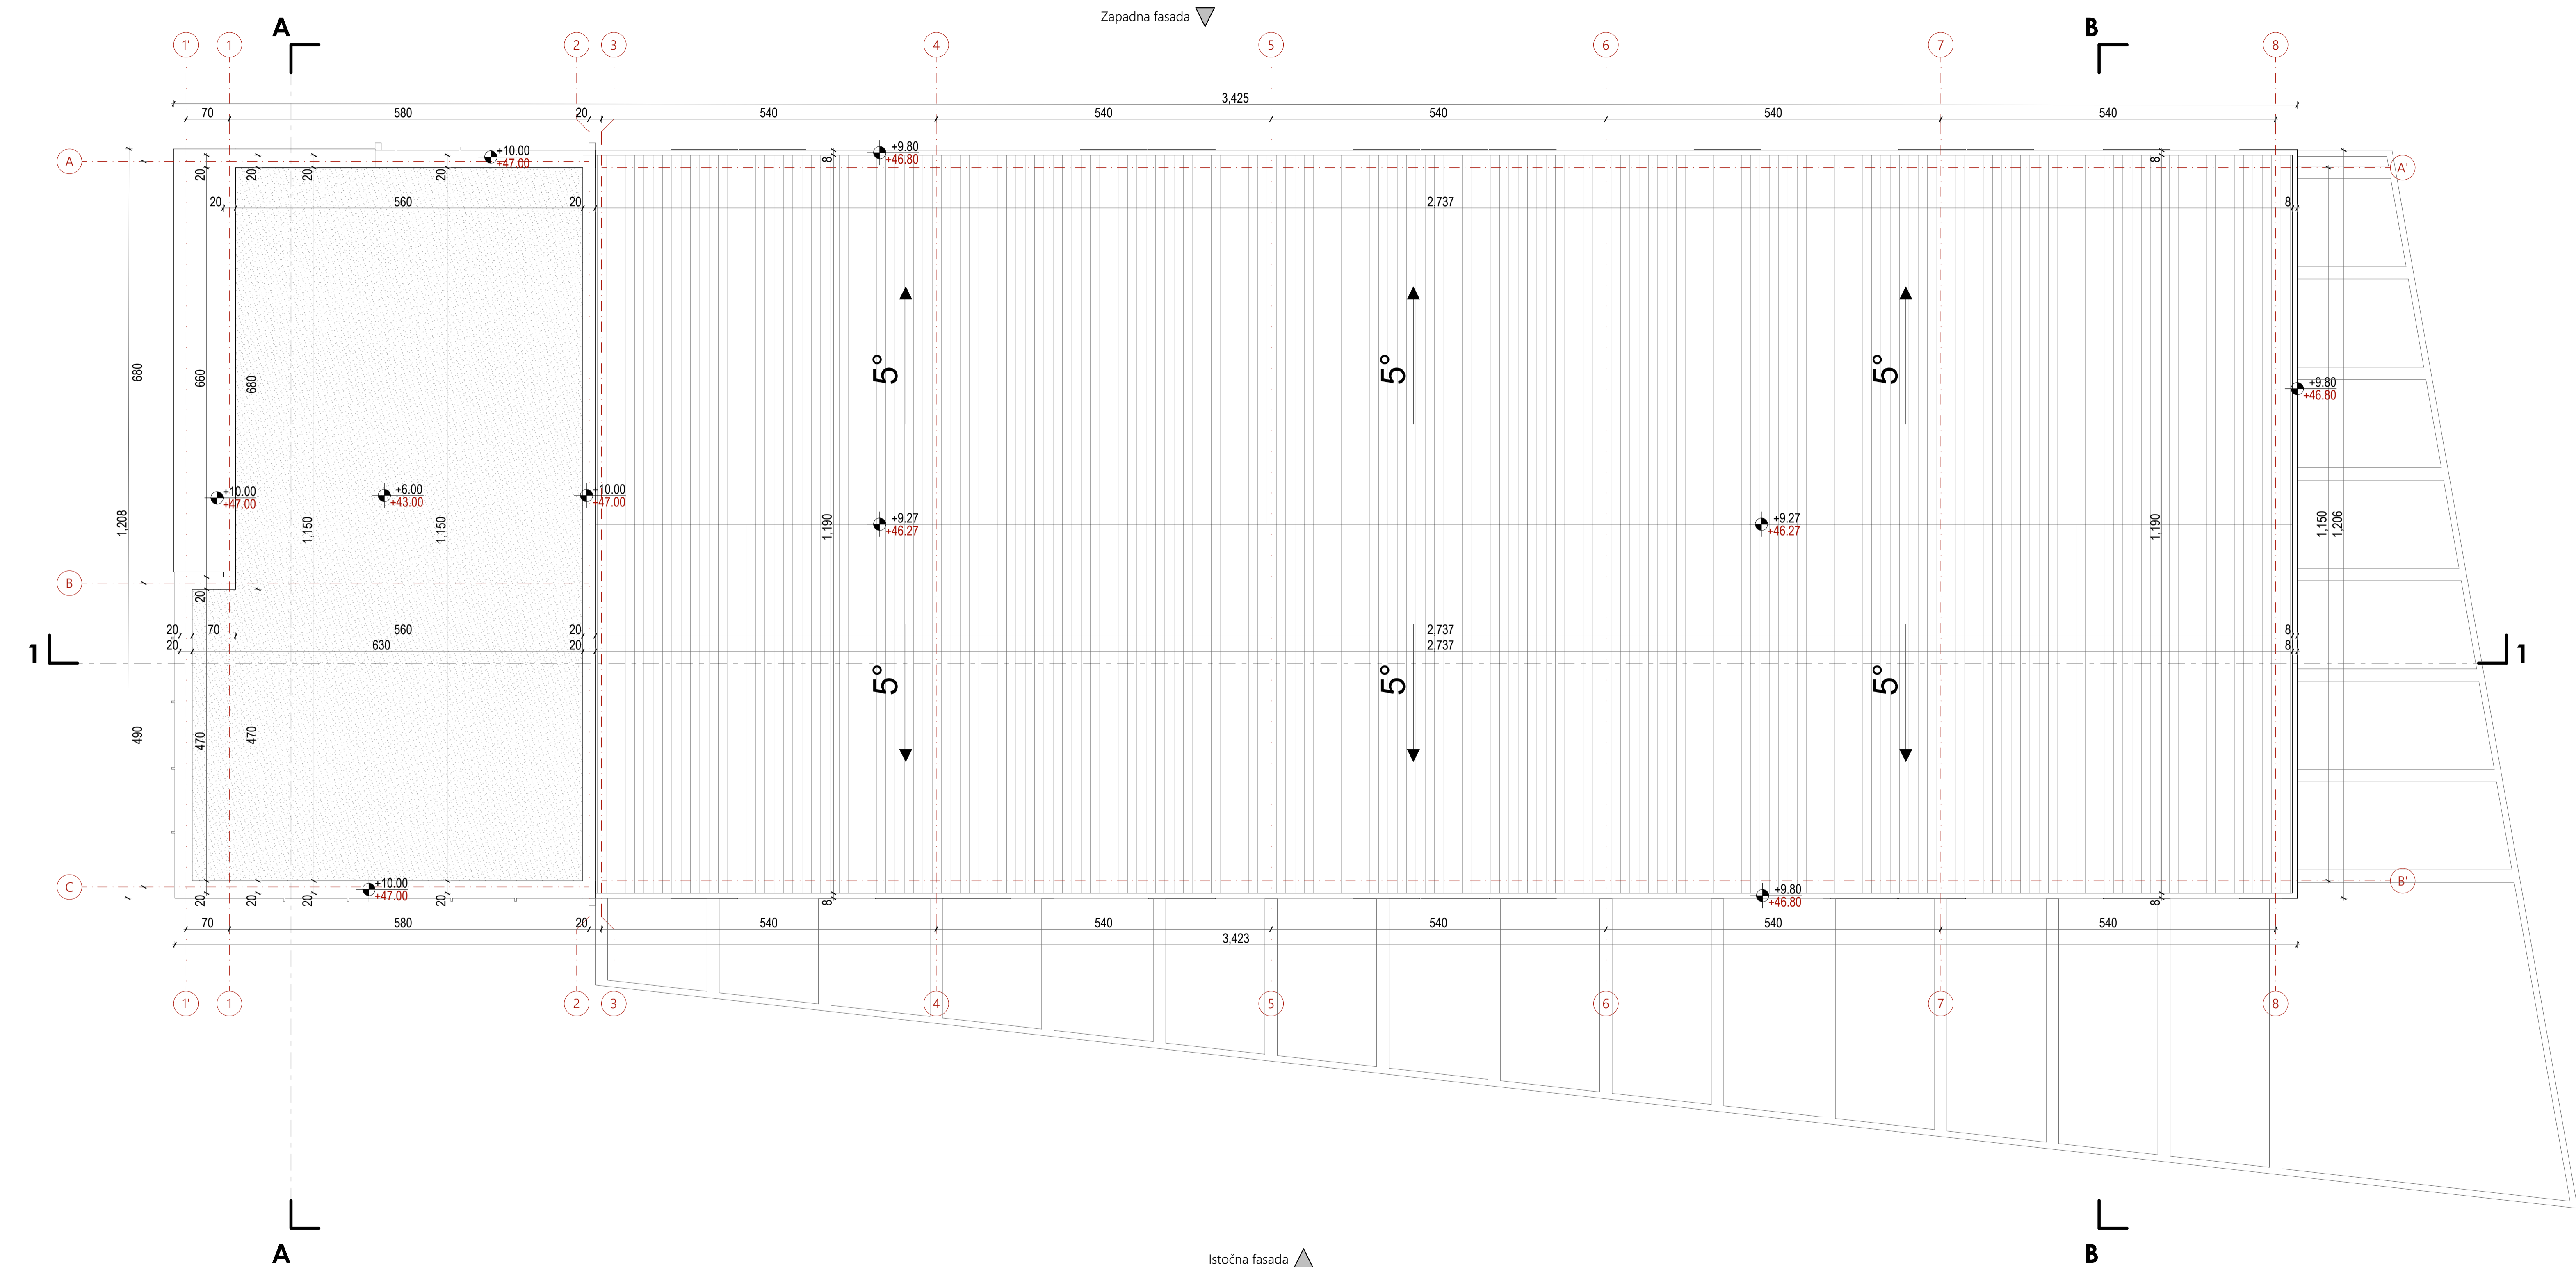 Zapadna fasada
A B
1' 1 2 3 4 5 6 7 8
3,425
70 580 20 540 540 540 540 540
A +10.00 +9.80 A'
+47.00 +46.80
20 20 20 20 8 8
20 560 20 2,737 8
5° 5° 5°
680 660 680
+9.80
+46.80
+10.00 +6.00 +10.00
+47.00 +43.00 +47.00
1,208 1,150 1,150 1,190 1,190 1,150 1,206
+9.27 +9.27
+46.27 +46.27
B
20
20 70 560 20 2,737 8
20 630 20 2,737 8
1 1
5° 5° 5°
490 470 470
C +10.00 +9.80 B'
+47.00 +46.80
20 20 20 20 8 8
70 580 20 540 540 540 540 540
3,423
1' 1 2 3 4 5 6 7 8
A B
Istočna fasada